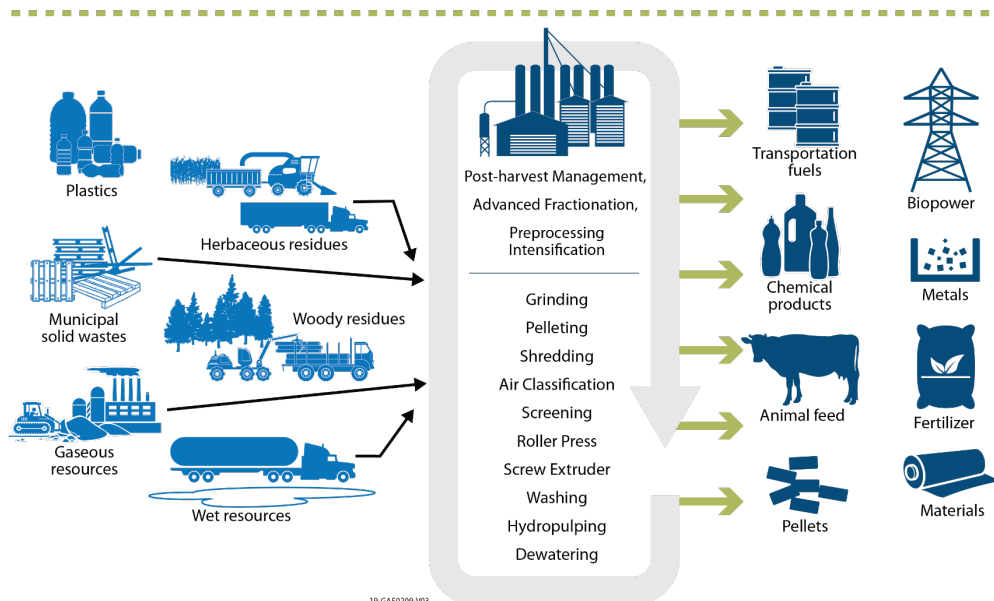 Plastics
Herbaceous residues
Municipal
solid wastes
Woody residues
Gaseous
resources
Wet resources
Post-harvest Management,
Advanced Fractionation,
Preprocessing
Intensification
Grinding
Pelleting
Shredding
Air Classification
Screening
Roller Press
Screw Extruder
Washing
Hydropulping
Dewatering
Transportation
fuels
Biopower
Chemical
products
Metals
Animal feed
Fertilizer
Pellets
Materials